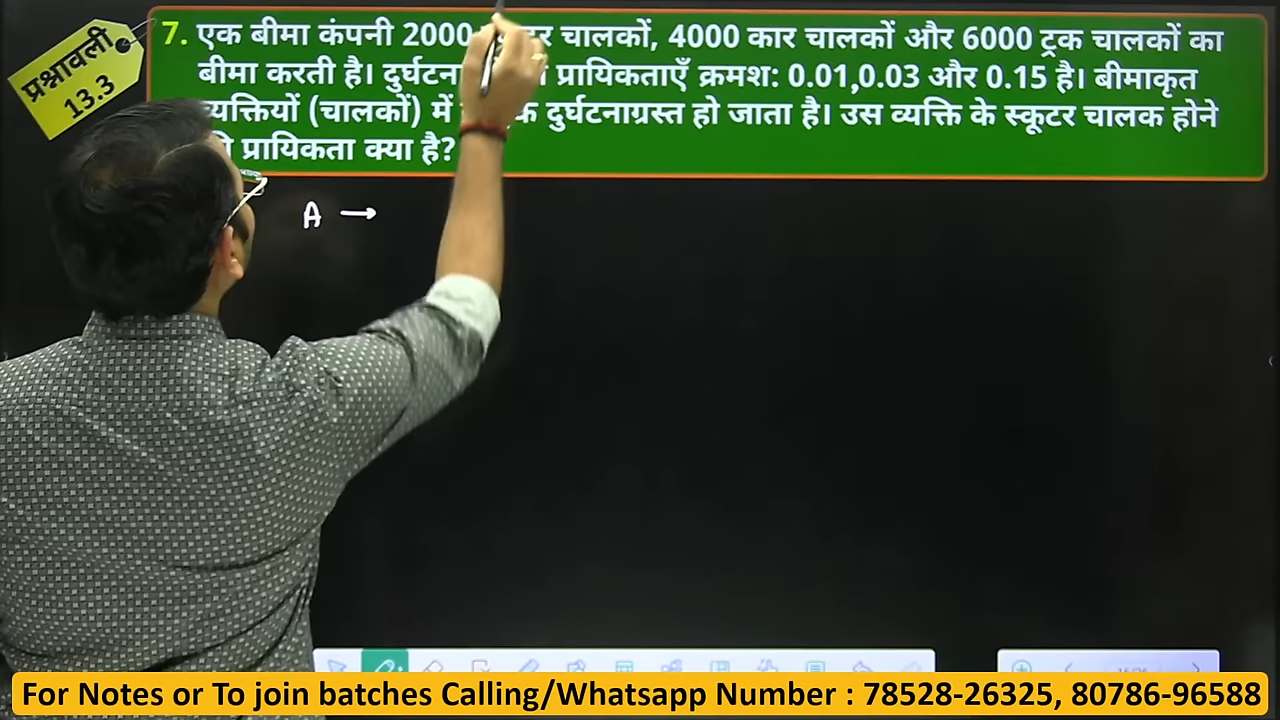 प्रश्नावली
13.3
7. एक बीमा कंपनी 2000 चालकों, 4000 कार चालकों और 6000 ट्रक चालकों का
बीमा करती है। प्रायिकताएँ क्रमश: 0.01,0.03 और 0.15 है। बीमाकृत
व्यक्तियों (चालकों) में दुर्घटनाग्रस्त हो जाता है। उस व्यक्ति के स्कूटर चालक होने
प्रायिकता क्या है?
A →
For Notes or To join batches Calling/Whatsapp Number : 78528-26325, 80786-96588